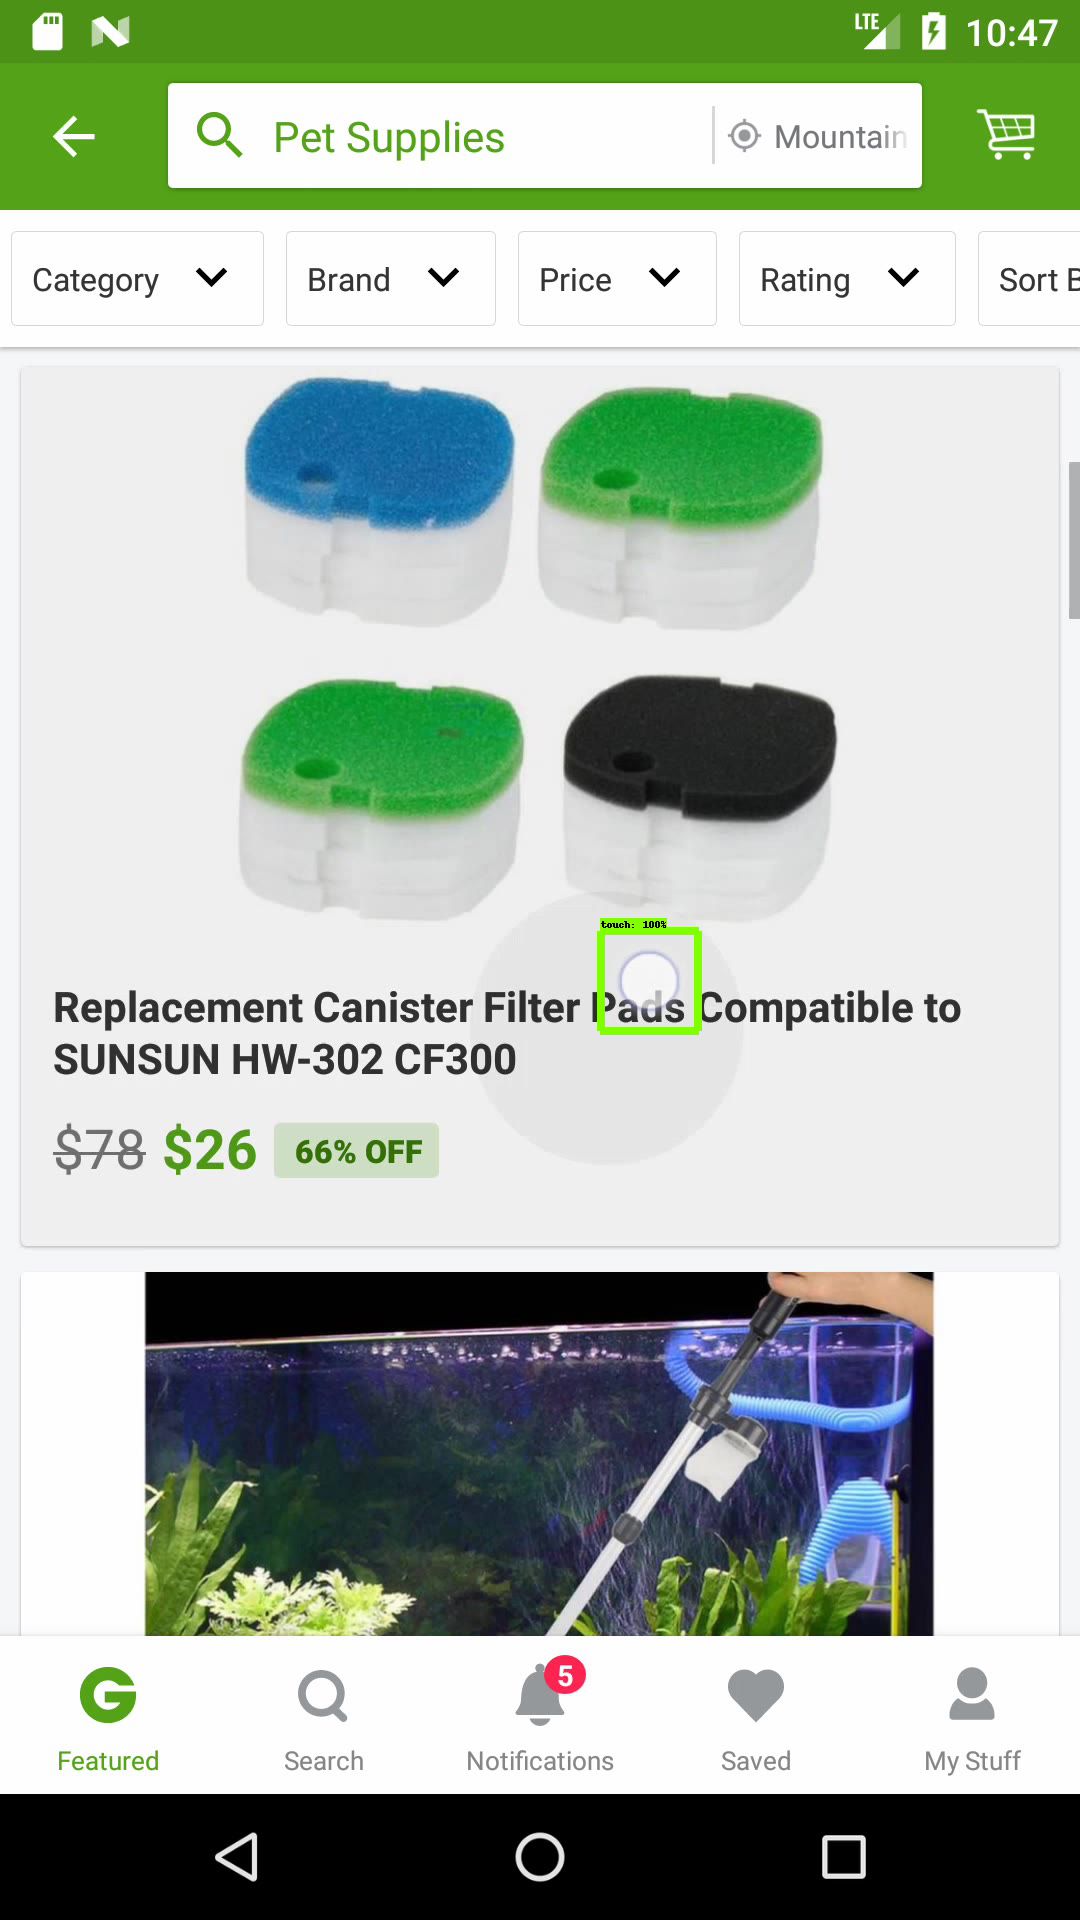 LTE 10:47
Pet Supplies Mountain
Category Brand Price Rating Sort B
touch: 100%
Replacement Canister Filter Pads Compatible to
SUNSUN HW-302 CF300
$78 $26 66% OFF
5
Featured Search Notifications Saved My Stuff